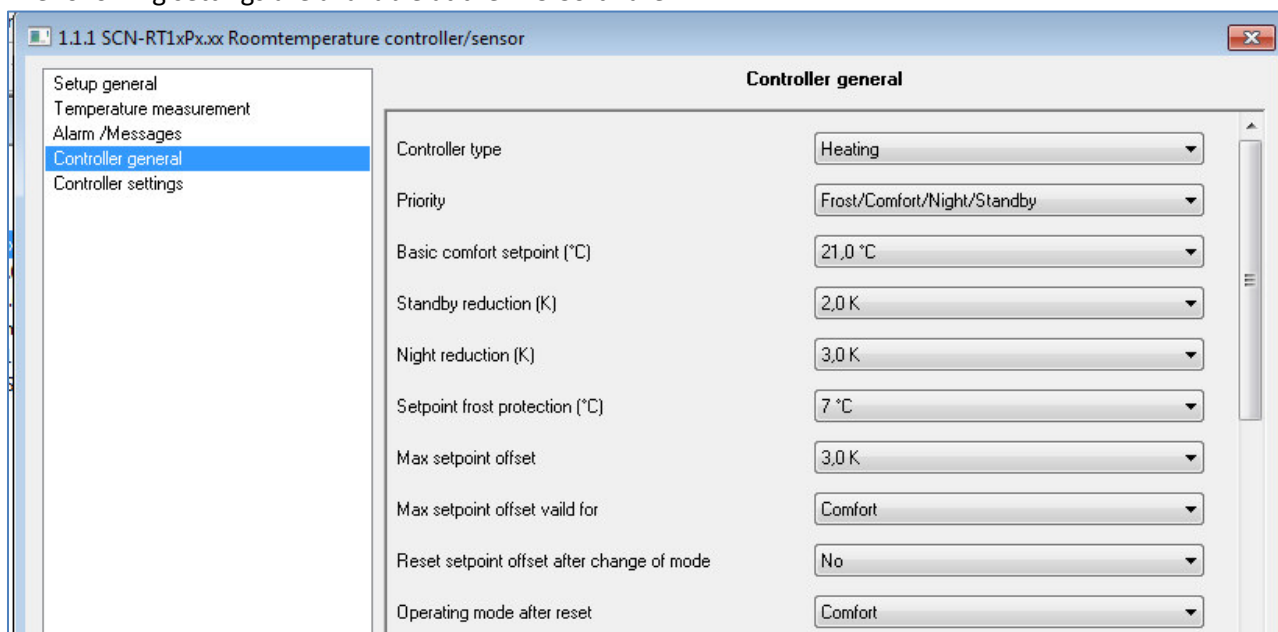 1.1.1 SCN-RT1xPx.xx Roomtemperature controller/sensor
Setup general
Temperature measurement
Alarm /Messages
Controller general
Controller settings
Controller general
Controller type Heating
Priority Frost/Comfort/Night/Standby
Basic comfort setpoint (°C) 21,0 °C
Standby reduction (K) 2,0 K
Night reduction (K) 3,0 K
Setpoint frost protection (°C) 7 °C
Max setpoint offset 3,0 K
Max setpoint offset vaild for Comfort
Reset setpoint offset after change of mode No
Operating mode after reset Comfort